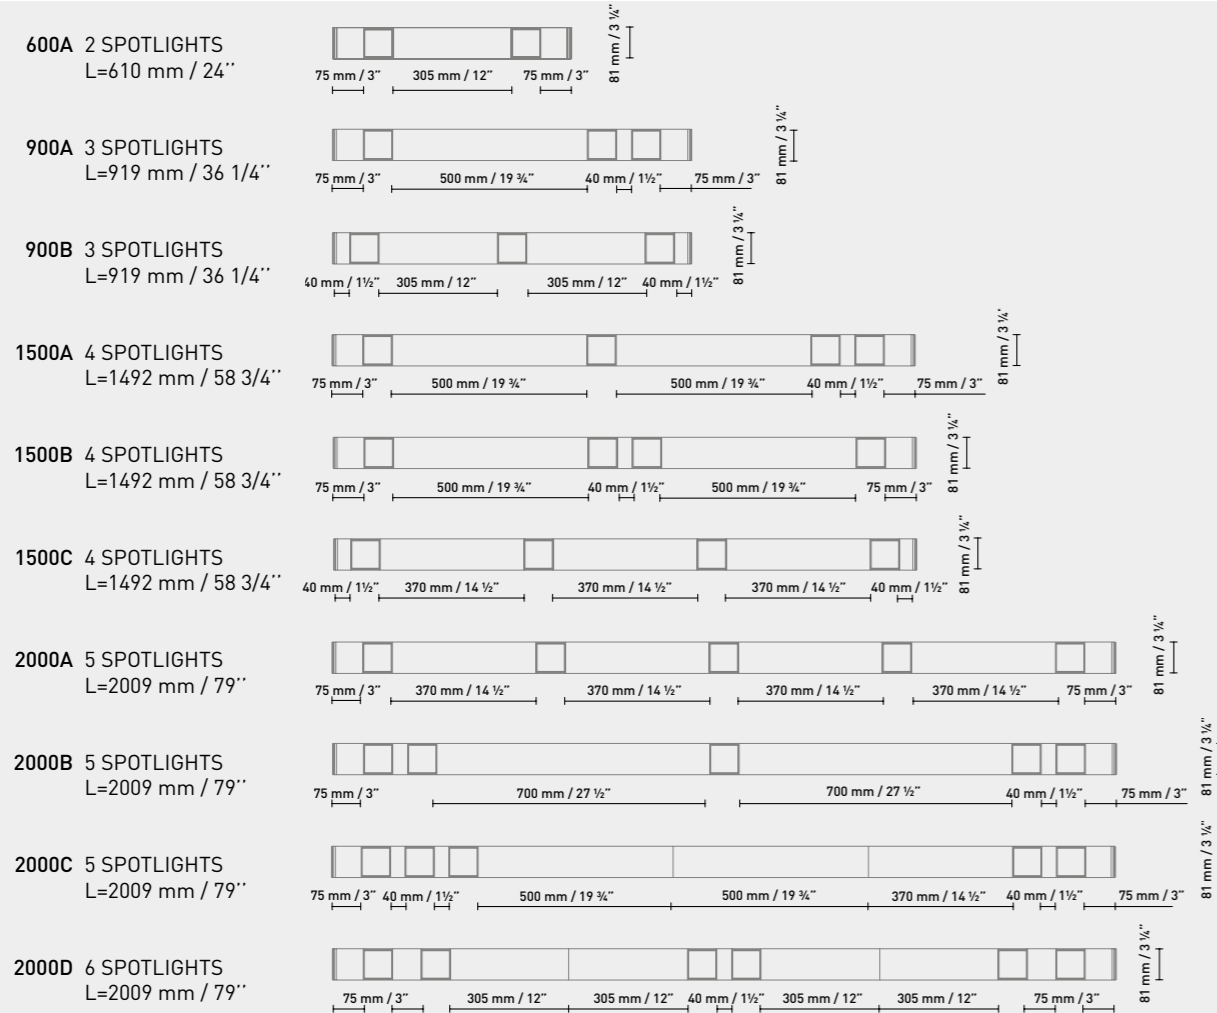 600A 2 SPOTLIGHTS
L=610 mm / 24’’
75 mm / 3’’ 305 mm / 12’’ 75 mm / 3’’
81 mm / 3 ¼’’
900A 3 SPOTLIGHTS
L=919 mm / 36 1/4’’
75 mm / 3’’ 500 mm / 19 ¾’’ 40 mm / 1½’’ 75 mm / 3’’
81 mm / 3 ¼’’
900B 3 SPOTLIGHTS
L=919 mm / 36 1/4’’
40 mm / 1½’’ 305 mm / 12’’ 305 mm / 12’’ 40 mm / 1½’’
81 mm / 3 ¼’’
1500A 4 SPOTLIGHTS
L=1492 mm / 58 3/4’’
75 mm / 3’’ 500 mm / 19 ¾’’ 500 mm / 19 ¾’’ 40 mm / 1½’’ 75 mm / 3’’
81 mm / 3 ¼’
1500B 4 SPOTLIGHTS
L=1492 mm / 58 3/4’’
75 mm / 3’’ 500 mm / 19 ¾’’ 40 mm / 1½’’ 500 mm / 19 ¾’’ 75 mm / 3’’
81 mm / 3 ¼’’
1500C 4 SPOTLIGHTS
L=1492 mm / 58 3/4’’
40 mm / 1½’’ 370 mm / 14 ½’’ 370 mm / 14 ½’’ 370 mm / 14 ½’’ 40 mm / 1½’’
81 mm / 3 ¼’’
2000A 5 SPOTLIGHTS
L=2009 mm / 79’’
75 mm / 3’’ 370 mm / 14 ½’’ 370 mm / 14 ½’’ 370 mm / 14 ½’’ 370 mm / 14 ½’’ 75 mm / 3’’
81 mm / 3 ¼’’
2000B 5 SPOTLIGHTS
L=2009 mm / 79’’
75 mm / 3’’ 700 mm / 27 ½’’ 700 mm / 27 ½’’ 40 mm / 1½’’ 75 mm / 3’’
81 mm / 3 ¼’’
2000C 5 SPOTLIGHTS
L=2009 mm / 79’’
75 mm / 3’’ 40 mm / 1½’’ 500 mm / 19 ¾’’ 500 mm / 19 ¾’’ 370 mm / 14 ½’’ 40 mm / 1½’’ 75 mm / 3’’
81 mm / 3 ¼’’
2000D 6 SPOTLIGHTS
L=2009 mm / 79’’
75 mm / 3’’ 305 mm / 12’’ 305 mm / 12’’ 40 mm / 1½’’ 305 mm / 12’’ 305 mm / 12’’ 75 mm / 3’’
81 mm / 3 ¼’’